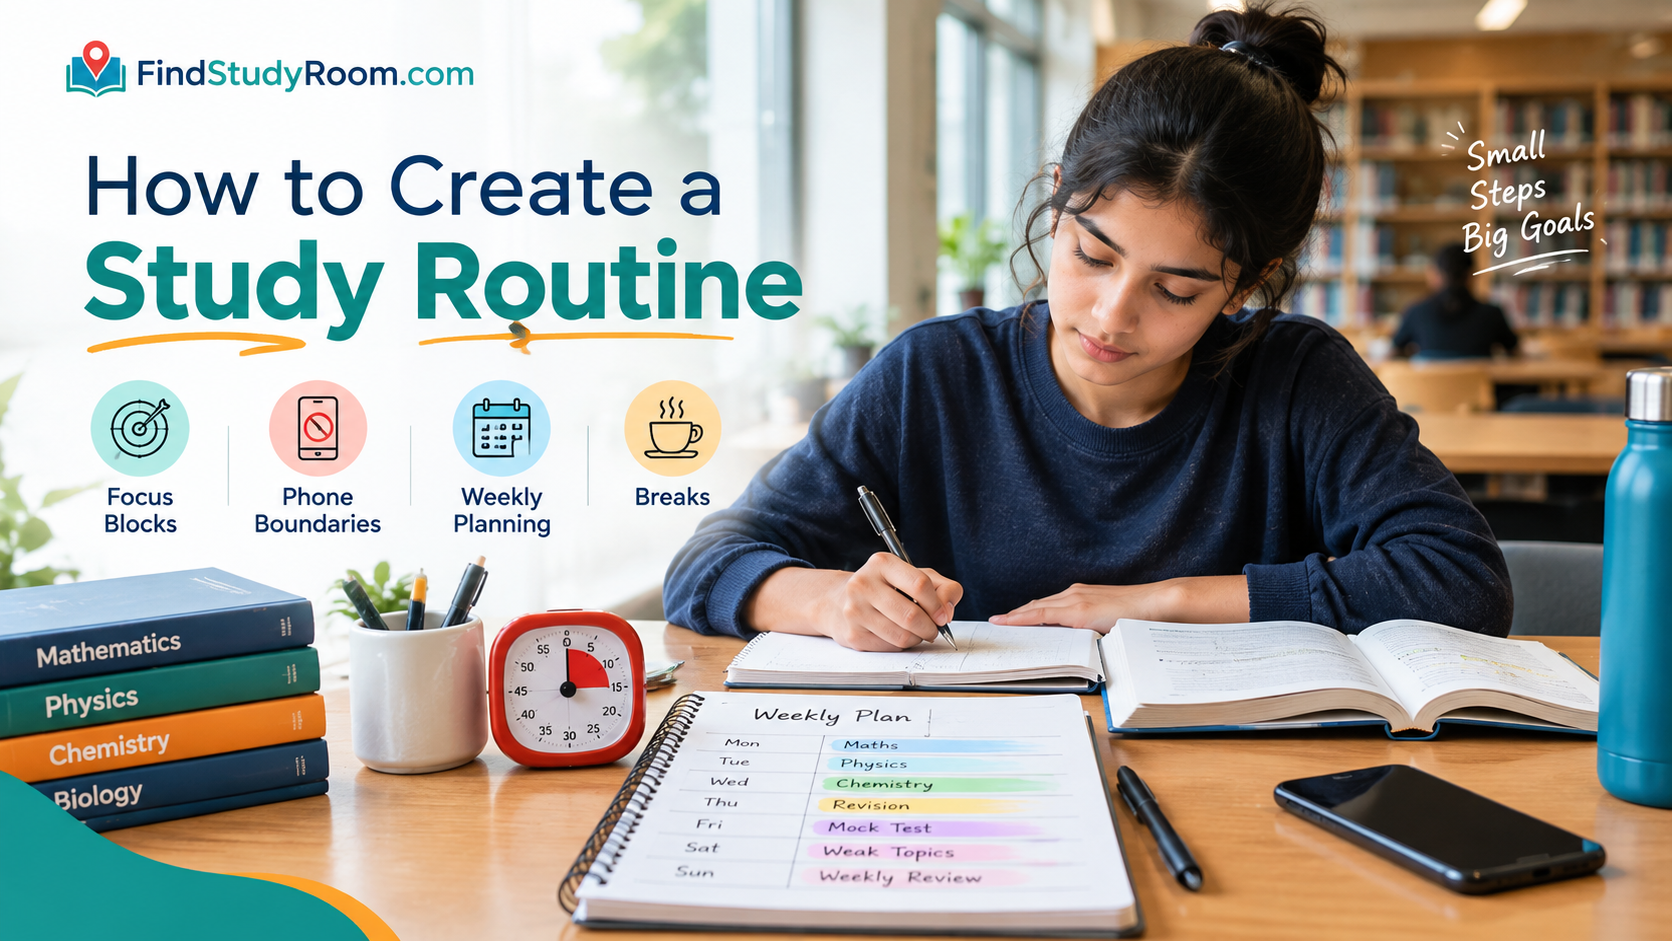 FindStudyRoom.com
How to Create a
Study Routine
Focus
Blocks
Phone
Boundaries
Weekly
Planning
Breaks
Small
Steps
Big Goals
Mathematics
Physics
Chemistry
Biology
0
5
10
15
20
25
30
35
40
45
50
55
0
Weekly Plan
Mon Maths
Tue Physics
Wed Chemistry
Thu Revision
Fri Mock Test
Sat Weak Topics
Sun Weekly Review